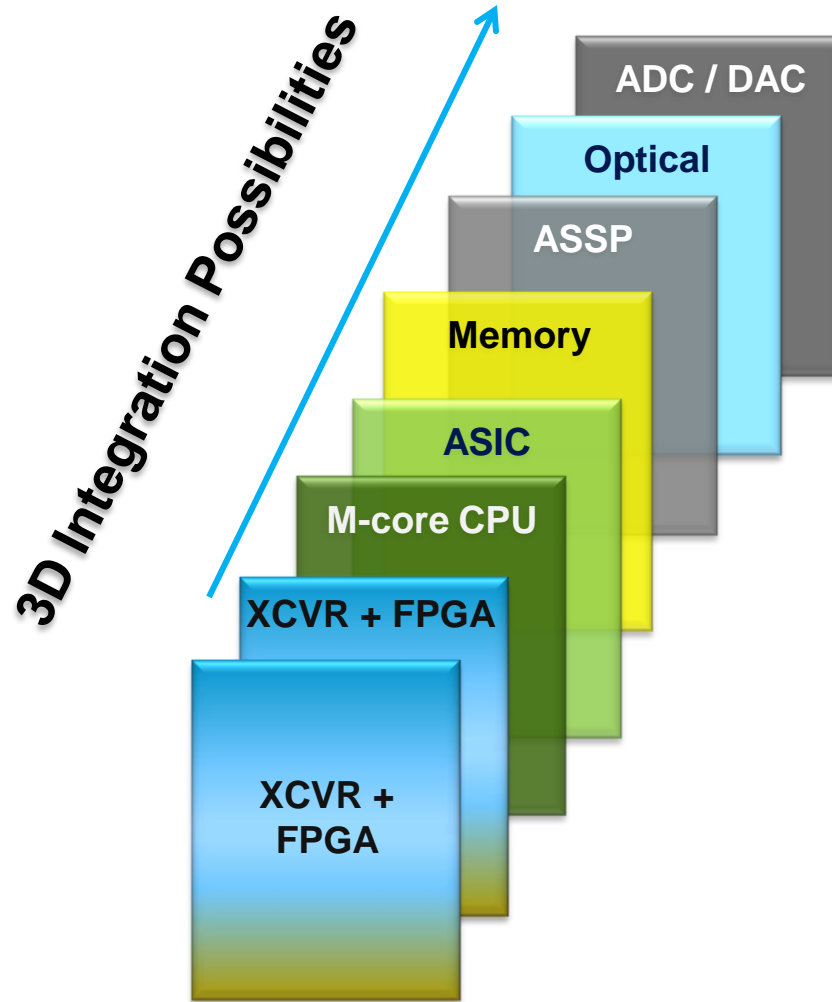 3D Integration Possibilities
ADC / DAC
Optical
ASSP
Memory
ASIC
M-core CPU
XCVR + FPGA
XCVR +
FPGA